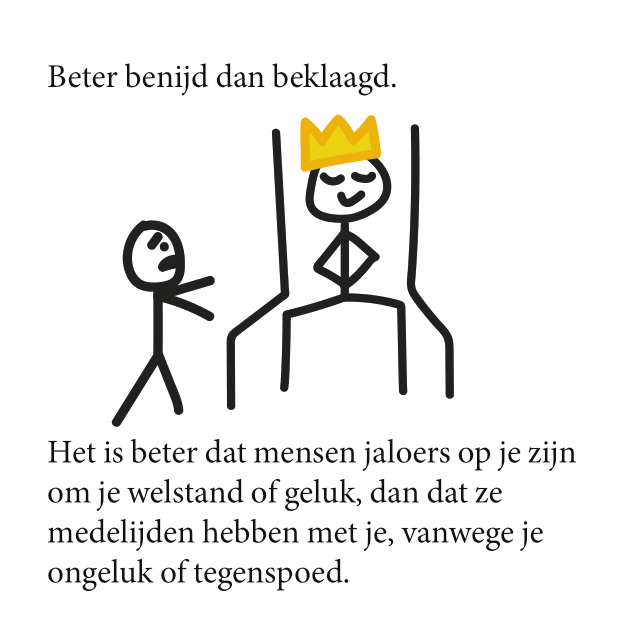 Beter benijd dan beklaagd.
Het is beter dat mensen jaloers op je zijn
om je welstand of geluk, dan dat ze
medelijden hebben met je, vanwege je
ongeluk of tegenspoed.